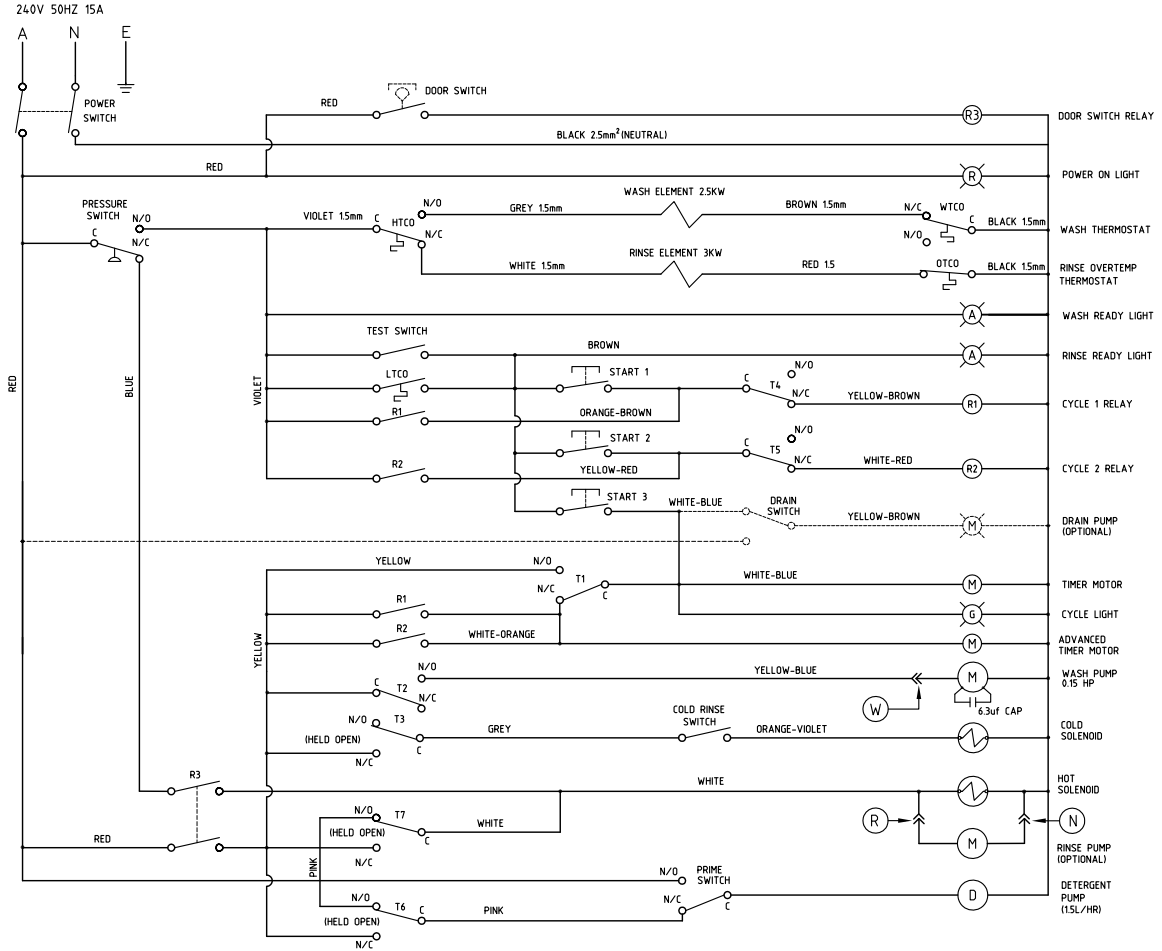 240V 50HZ 15A
A N E
POWER
SWITCH
RED
DOOR SWITCH
R3
DOOR SWITCH RELAY
BLACK 2.5mm² (NEUTRAL)
RED
R
POWER ON LIGHT
PRESSURE
SWITCH
N/O
C
N/C
VIOLET 1.5mm
C
HTCO
N/O
N/C
GREY 1.5mm
WASH ELEMENT 2.5KW
BROWN 1.5mm
N/C
WTCO
C
N/O
BLACK 1.5mm
WASH THERMOSTAT
WHITE 1.5mm
RINSE ELEMENT 3KW
RED 1.5
OTCO
BLACK 1.5mm
RINSE OVERTEMP
THERMOSTAT
A
WASH READY LIGHT
TEST SWITCH
BROWN
A
RINSE READY LIGHT
RED
BLUE
VIOLET
LTCO
START 1
C
T4
N/O
N/C
YELLOW-BROWN
R1
CYCLE 1 RELAY
R1
ORANGE-BROWN
START 2
C
T5
N/O
N/C
WHITE-RED
R2
CYCLE 2 RELAY
R2
YELLOW-RED
START 3
WHITE-BLUE
DRAIN
SWITCH
YELLOW-BROWN
M
DRAIN PUMP
(OPTIONAL)
YELLOW
N/O
N/C
T1
C
WHITE-BLUE
M
TIMER MOTOR
R1
G
CYCLE LIGHT
YELLOW
R2
WHITE-ORANGE
M
ADVANCED
TIMER MOTOR
N/O
C
T2
N/C
YELLOW-BLUE
W
M
6.3uf CAP
WASH PUMP
0.15 HP
N/O
T3
(HELD OPEN)
C
N/C
GREY
COLD RINSE
SWITCH
ORANGE-VIOLET
COLD
SOLENOID
R3
WHITE
HOT
SOLENOID
N/O
T7
(HELD OPEN)
C
N/C
WHITE
R
M
N
RINSE PUMP
(OPTIONAL)
RED
PINK
N/O
PRIME
SWITCH
N/C
C
D
DETERGENT
PUMP
(1.5L/HR)
N/O
T6
C
(HELD OPEN)
N/C
PINK